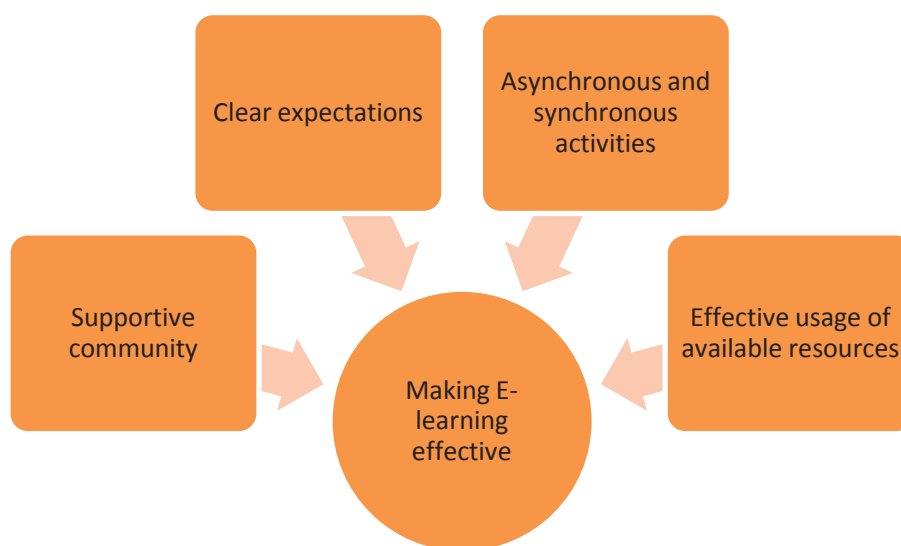 Clear expectations
Asynchronous and
synchronous
activities
Supportive
community
Effective usage of
available resources
Making E-
learning
effective